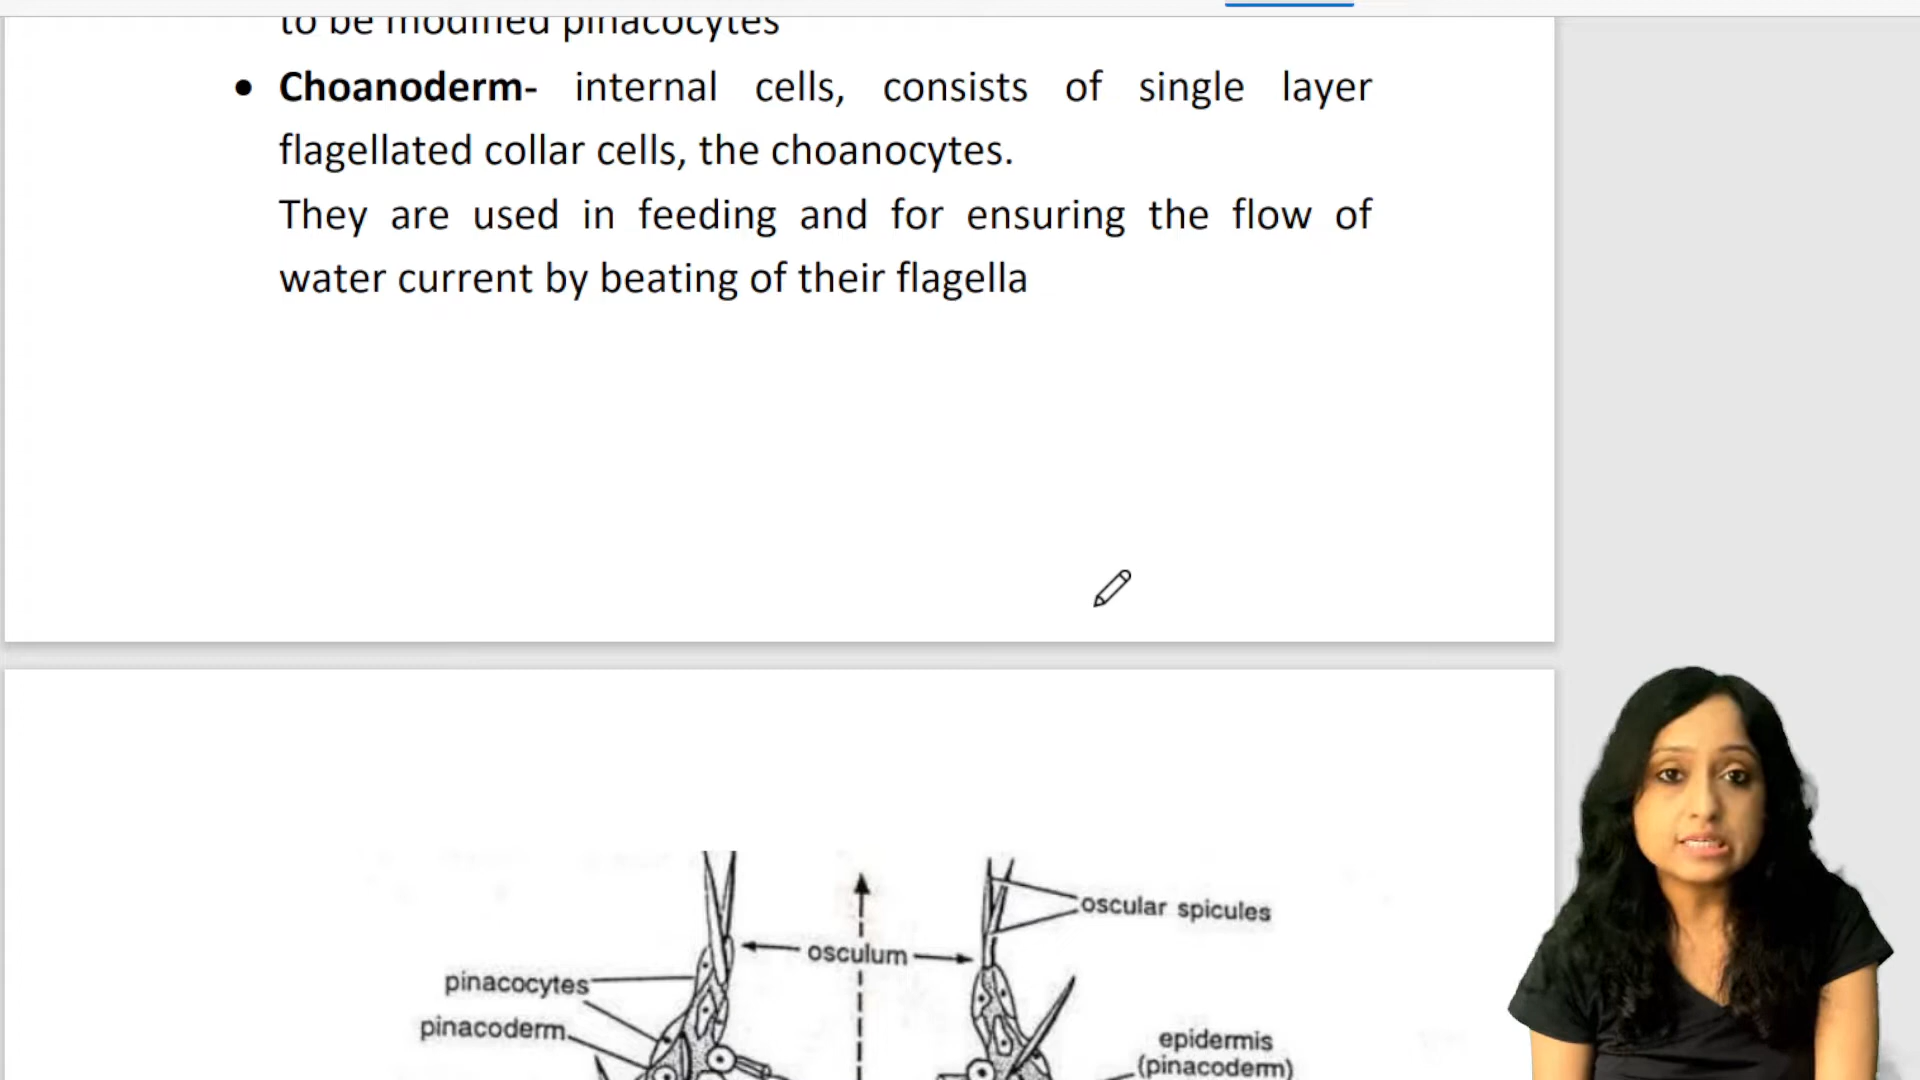 to be modified pinacocytes
• Choanoderm- internal cells, consists of single layer
flagellated collar cells, the choanocytes.
They are used in feeding and for ensuring the flow of
water current by beating of their flagella
oscular spicules
osculum
pinacocytes
pinacoderm
epidermis
(pinacoderm)